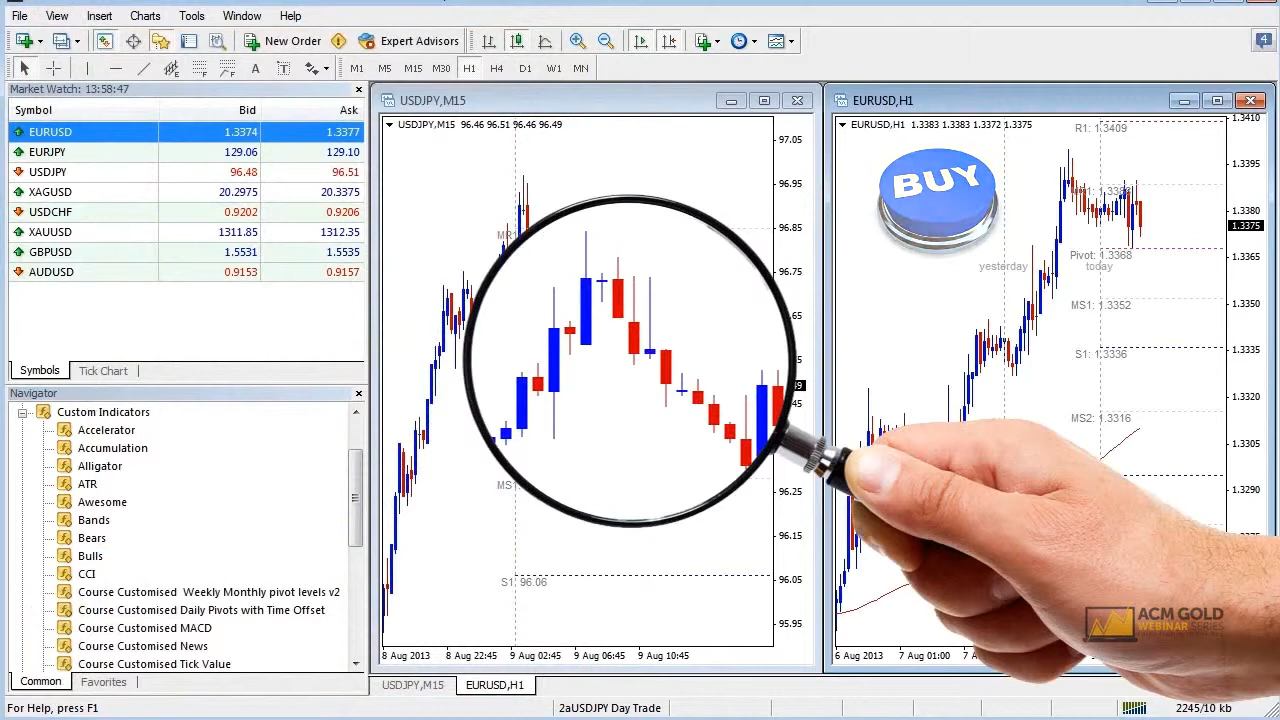 File View Insert Charts Tools Window Help
New Order Expert Advisors 4
A T M1 M5 M15 M30 H1 H4 D1 W1 MN
Market Watch: 13:58:47
Symbol Bid Ask
EURUSD 1.3374 1.3377
EURJPY 129.06 129.10
USDJPY 96.48 96.51
XAGUSD 20.2975 20.3375
USDCHF 0.9202 0.9206
XAUUSD 1311.85 1312.35
GBPUSD 1.5531 1.5535
AUDUSD 0.9153 0.9157
Symbols Tick Chart
Navigator
Custom Indicators
Accelerator
Accumulation
Alligator
ATR
Awesome
Bands
Bears
Bulls
CCI
Course Customised Weekly Monthly pivot levels v2
Course Customised Daily Pivots with Time Offset
Course Customised MACD
Course Customised News
Course Customised Tick Value
Common Favorites
USDJPY,M15
USDJPY,M15 96.46 96.51 96.46 96.49
97.05
96.95
96.85
96.75
65
5
49
45
96.25
96.15
96.05
95.95
MR1
MS1
S1: 96.06
8 Aug 2013 8 Aug 22:45 9 Aug 02:45 9 Aug 06:45 9 Aug 10:45
EURUSD,H1
EURUSD,H1 1.3383 1.3383 1.3372 1.3375
BUY
R1: 1.3409
yesterday
Pivot: 1.3368
today
MS1: 1.3352
S1: 1.3336
MS2: 1.3316
1.3410
1.3395
1.3380
1.3375
1.3365
1.3350
1.3335
1.3320
1.3305
1.3290
6 Aug 2013 7 Aug 01:00
ACM GOLD
WEBINAR SERIES
USDJPY,M15 EURUSD,H1
For Help, press F1 2aUSDJPY Day Trade 2245/10 kb